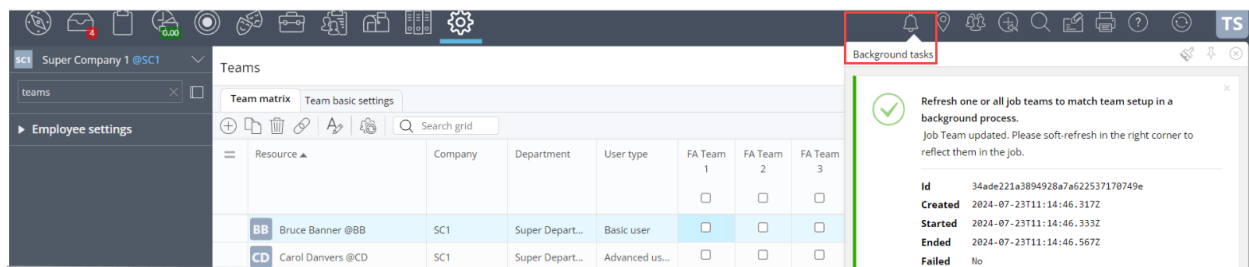 4
0.00
?
TS
SC1 Super Company 1 @SC1
Background tasks
teams
Teams
Team matrix Team basic settings
Employee settings
Search grid
Resource Company Department User type FA Team 1 FA Team 2 FA Team 3
BB Bruce Banner @BB SC1 Super Depart... Basic user
CD Carol Danvers @CD SC1 Super Depart... Advanced us...
Refresh one or all job teams to match team setup in a
background process.
Job Team updated. Please soft-refresh in the right corner to
reflect them in the job.
Id 34ade221a3894928a7a622537170749e
Created 2024-07-23T11:14:46.317Z
Started 2024-07-23T11:14:46.333Z
Ended 2024-07-23T11:14:46.567Z
Failed No